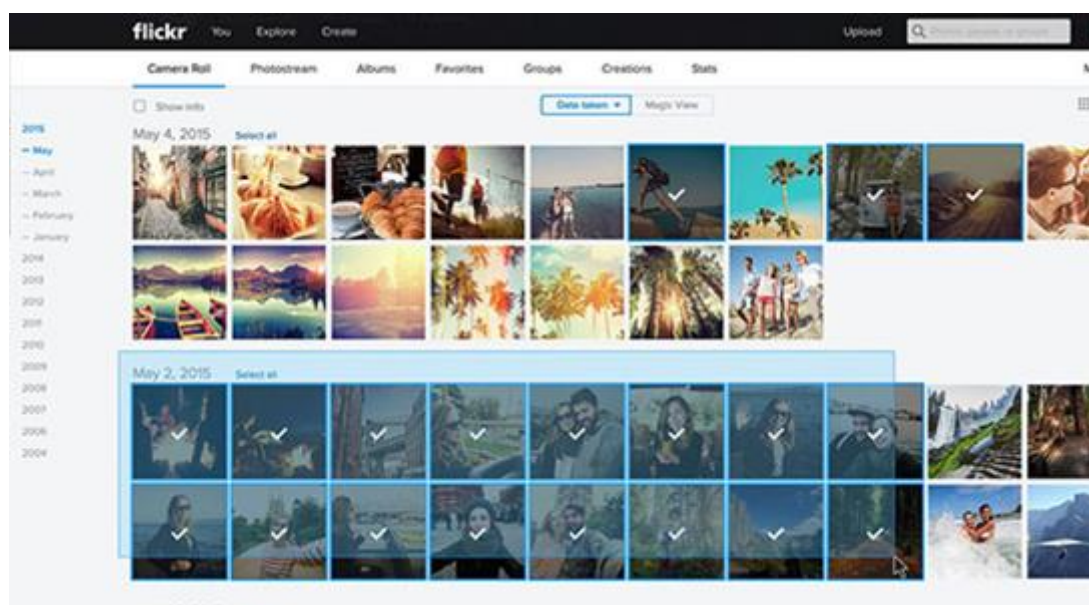 flickr You Explore Create Upload
Camera Roll Photostream Albums Favorites Groups Creations Stats
Show info Date taken Magic View
2015
May 4, 2015 Select all
May
April
March
February
January
2014
2013
2012
2011
2010
2009
May 2, 2015 Select all
2008
2007
2006
2004